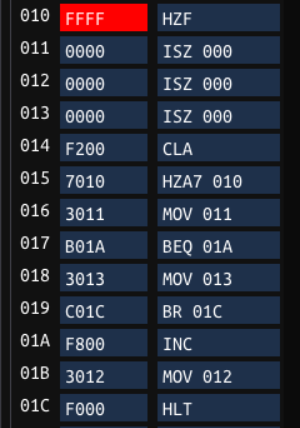 010 FFFF HZF
011 0000 ISZ 000
012 0000 ISZ 000
013 0000 ISZ 000
014 F200 CLA
015 7010 HZA7 010
016 3011 MOV 011
017 B01A BEQ 01A
018 3013 MOV 013
019 C01C BR 01C
01A F800 INC
01B 3012 MOV 012
01C F000 HLT